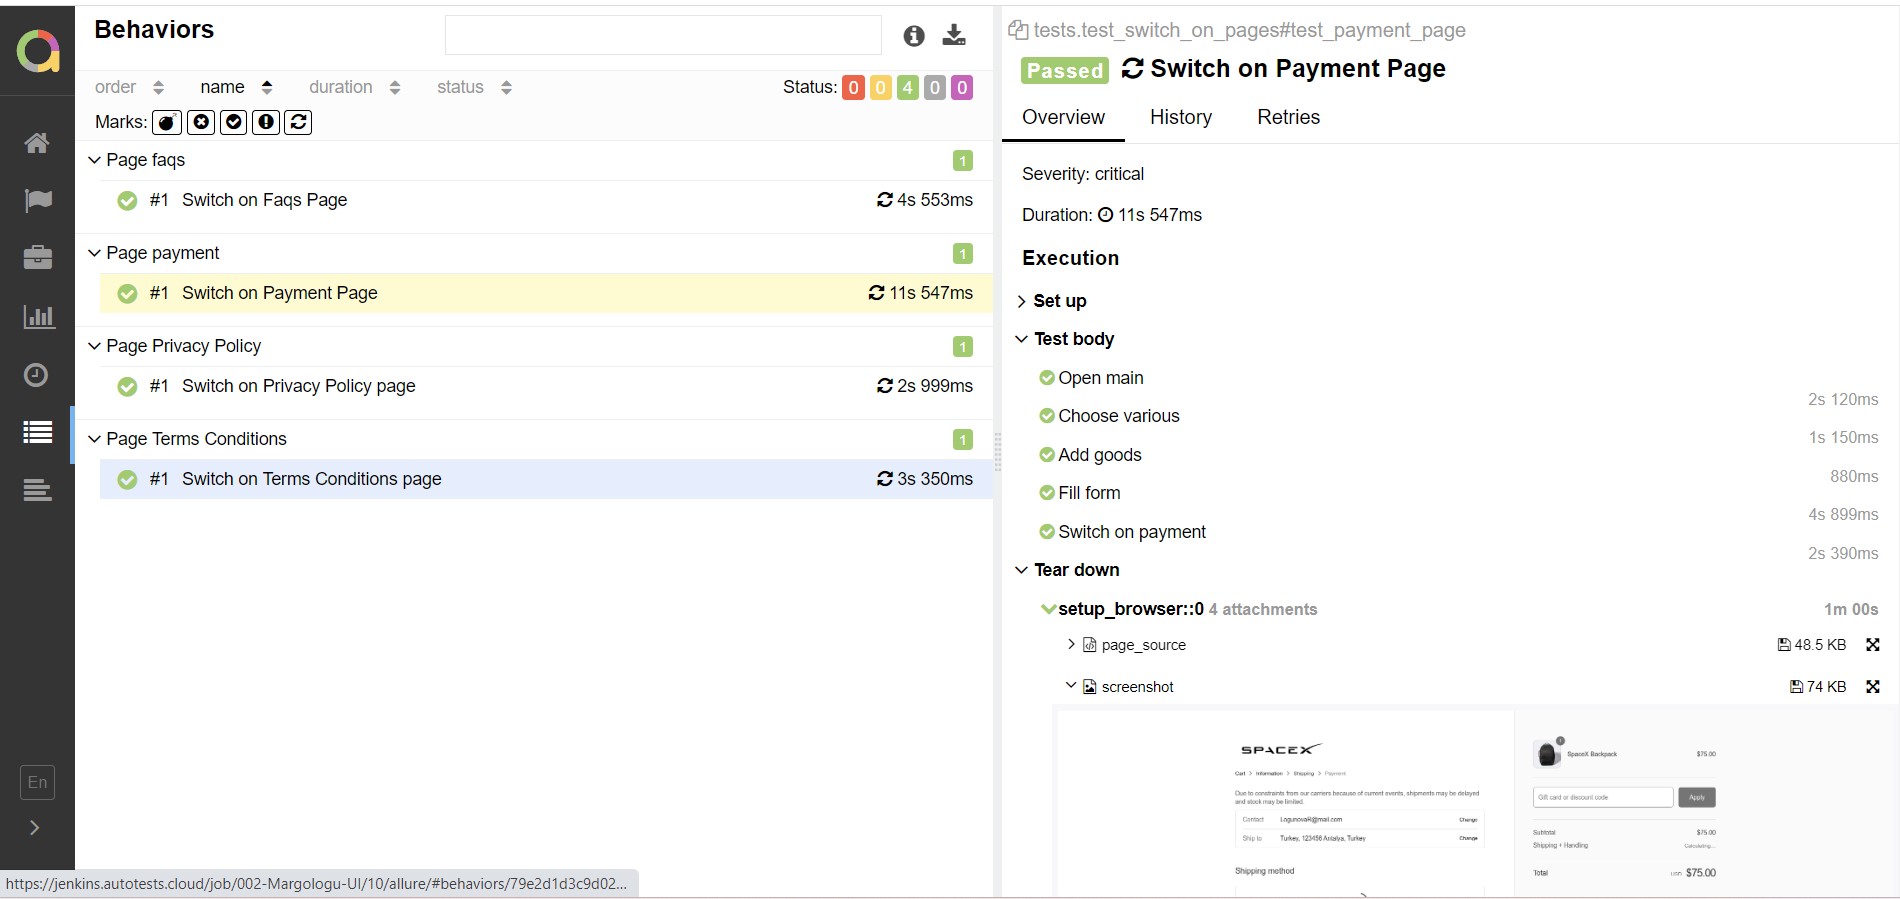 Behaviors
order name duration status
Status: 0 0 4 0 0
Marks:
Page faqs 1
#1 Switch on Faqs Page 4s 553ms
Page payment 1
#1 Switch on Payment Page 11s 547ms
Page Privacy Policy 1
#1 Switch on Privacy Policy page 2s 999ms
Page Terms Conditions 1
#1 Switch on Terms Conditions page 3s 350ms
En
https://jenkins.autotests.cloud/job/002-Margologu-UI/10/allure/#behaviors/79e2d1d3c9d02...
tests.test_switch_on_pages#test_payment_page
Passed Switch on Payment Page
Overview History Retries
Severity: critical
Duration: 11s 547ms
Execution
Set up
Test body
Open main
2s 120ms
Choose various
1s 150ms
Add goods
880ms
Fill form
4s 899ms
Switch on payment
2s 390ms
Tear down
setup_browser::0 4 attachments 1m 00s
page_source 48.5 KB
screenshot 74 KB
SPACEX
Cart > Information > Shipping > Payment
Due to constraints from our carriers because of current events, shipments may be delayed
and stock may be limited.
Contact LogunovaR@mail.com Change
Ship to Turkey, 123456 Antalya, Turkey Change
Shipping method
1
SpaceX Backpack $75.00
Gift card or discount code Apply
Subtotal $75.00
Shipping + Handling Calculating...
Total USD $75.00